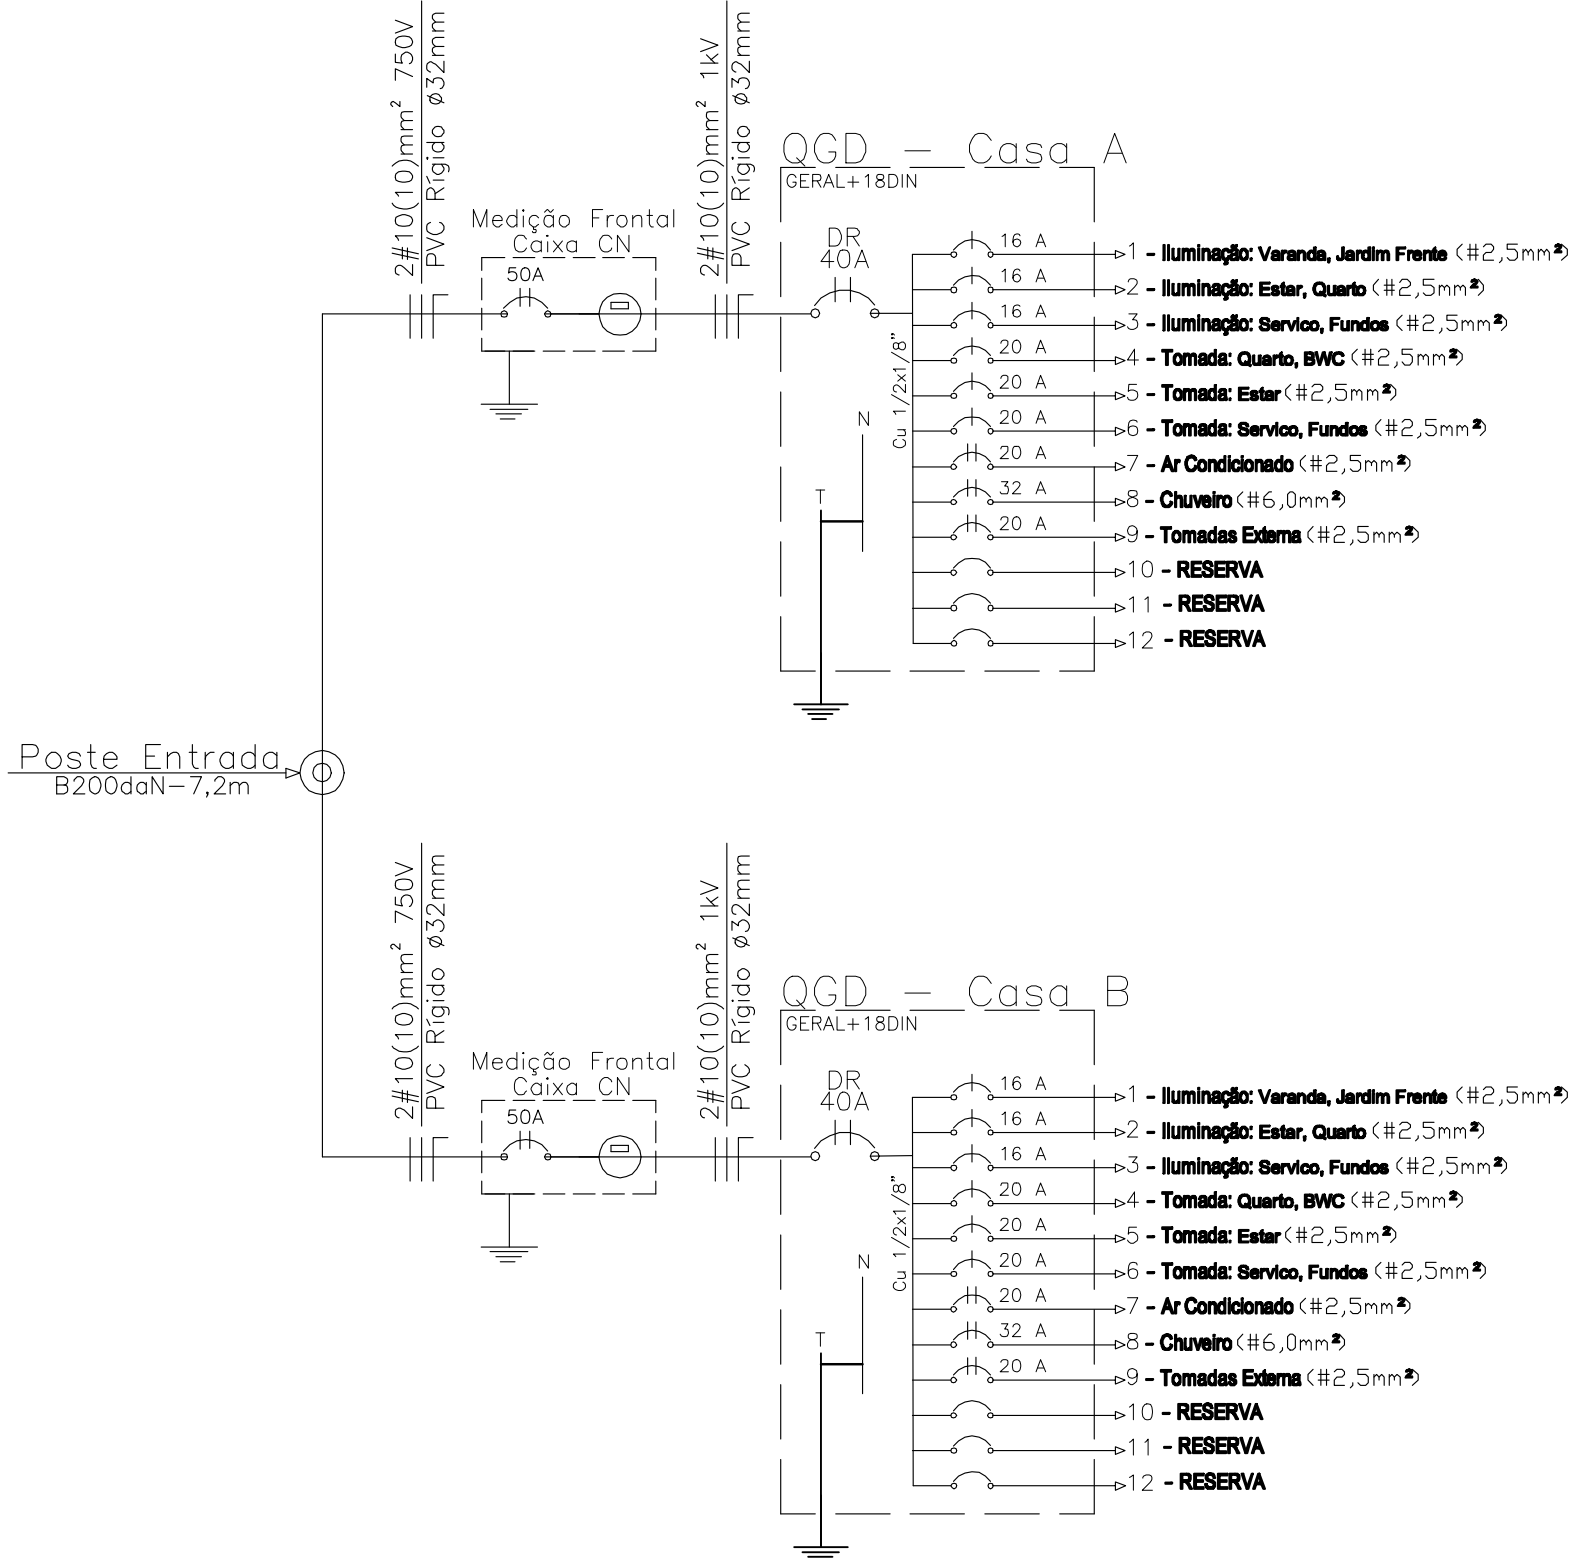 2#10(10)mm² 750V
PVC Rígido ø32mm
2#10(10)mm² 1kV
PVC Rígido ø32mm
QGD - Casa A
GERAL+18DIN
Medição Frontal
Caixa CN
50A
DR
40A
Cu 1/2x1/8"
N
T
16 A
1 - Iluminação: Varanda, Jardim Frente (#2,5mm²)
16 A
2 - Iluminação: Estar, Quarto (#2,5mm²)
16 A
3 - Iluminação: Servico, Fundos (#2,5mm²)
20 A
4 - Tomada: Quarto, BWC (#2,5mm²)
20 A
5 - Tomada: Estar (#2,5mm²)
20 A
6 - Tomada: Servico, Fundos (#2,5mm²)
20 A
7 - Ar Condicionado (#2,5mm²)
32 A
8 - Chuveiro (#6,0mm²)
20 A
9 - Tomadas Externa (#2,5mm²)
10 - RESERVA
11 - RESERVA
12 - RESERVA
Poste Entrada
B200daN-7,2m
2#10(10)mm² 750V
PVC Rígido ø32mm
2#10(10)mm² 1kV
PVC Rígido ø32mm
QGD - Casa B
GERAL+18DIN
Medição Frontal
Caixa CN
50A
DR
40A
Cu 1/2x1/8"
N
T
16 A
1 - Iluminação: Varanda, Jardim Frente (#2,5mm²)
16 A
2 - Iluminação: Estar, Quarto (#2,5mm²)
16 A
3 - Iluminação: Servico, Fundos (#2,5mm²)
20 A
4 - Tomada: Quarto, BWC (#2,5mm²)
20 A
5 - Tomada: Estar (#2,5mm²)
20 A
6 - Tomada: Servico, Fundos (#2,5mm²)
20 A
7 - Ar Condicionado (#2,5mm²)
32 A
8 - Chuveiro (#6,0mm²)
20 A
9 - Tomadas Externa (#2,5mm²)
10 - RESERVA
11 - RESERVA
12 - RESERVA